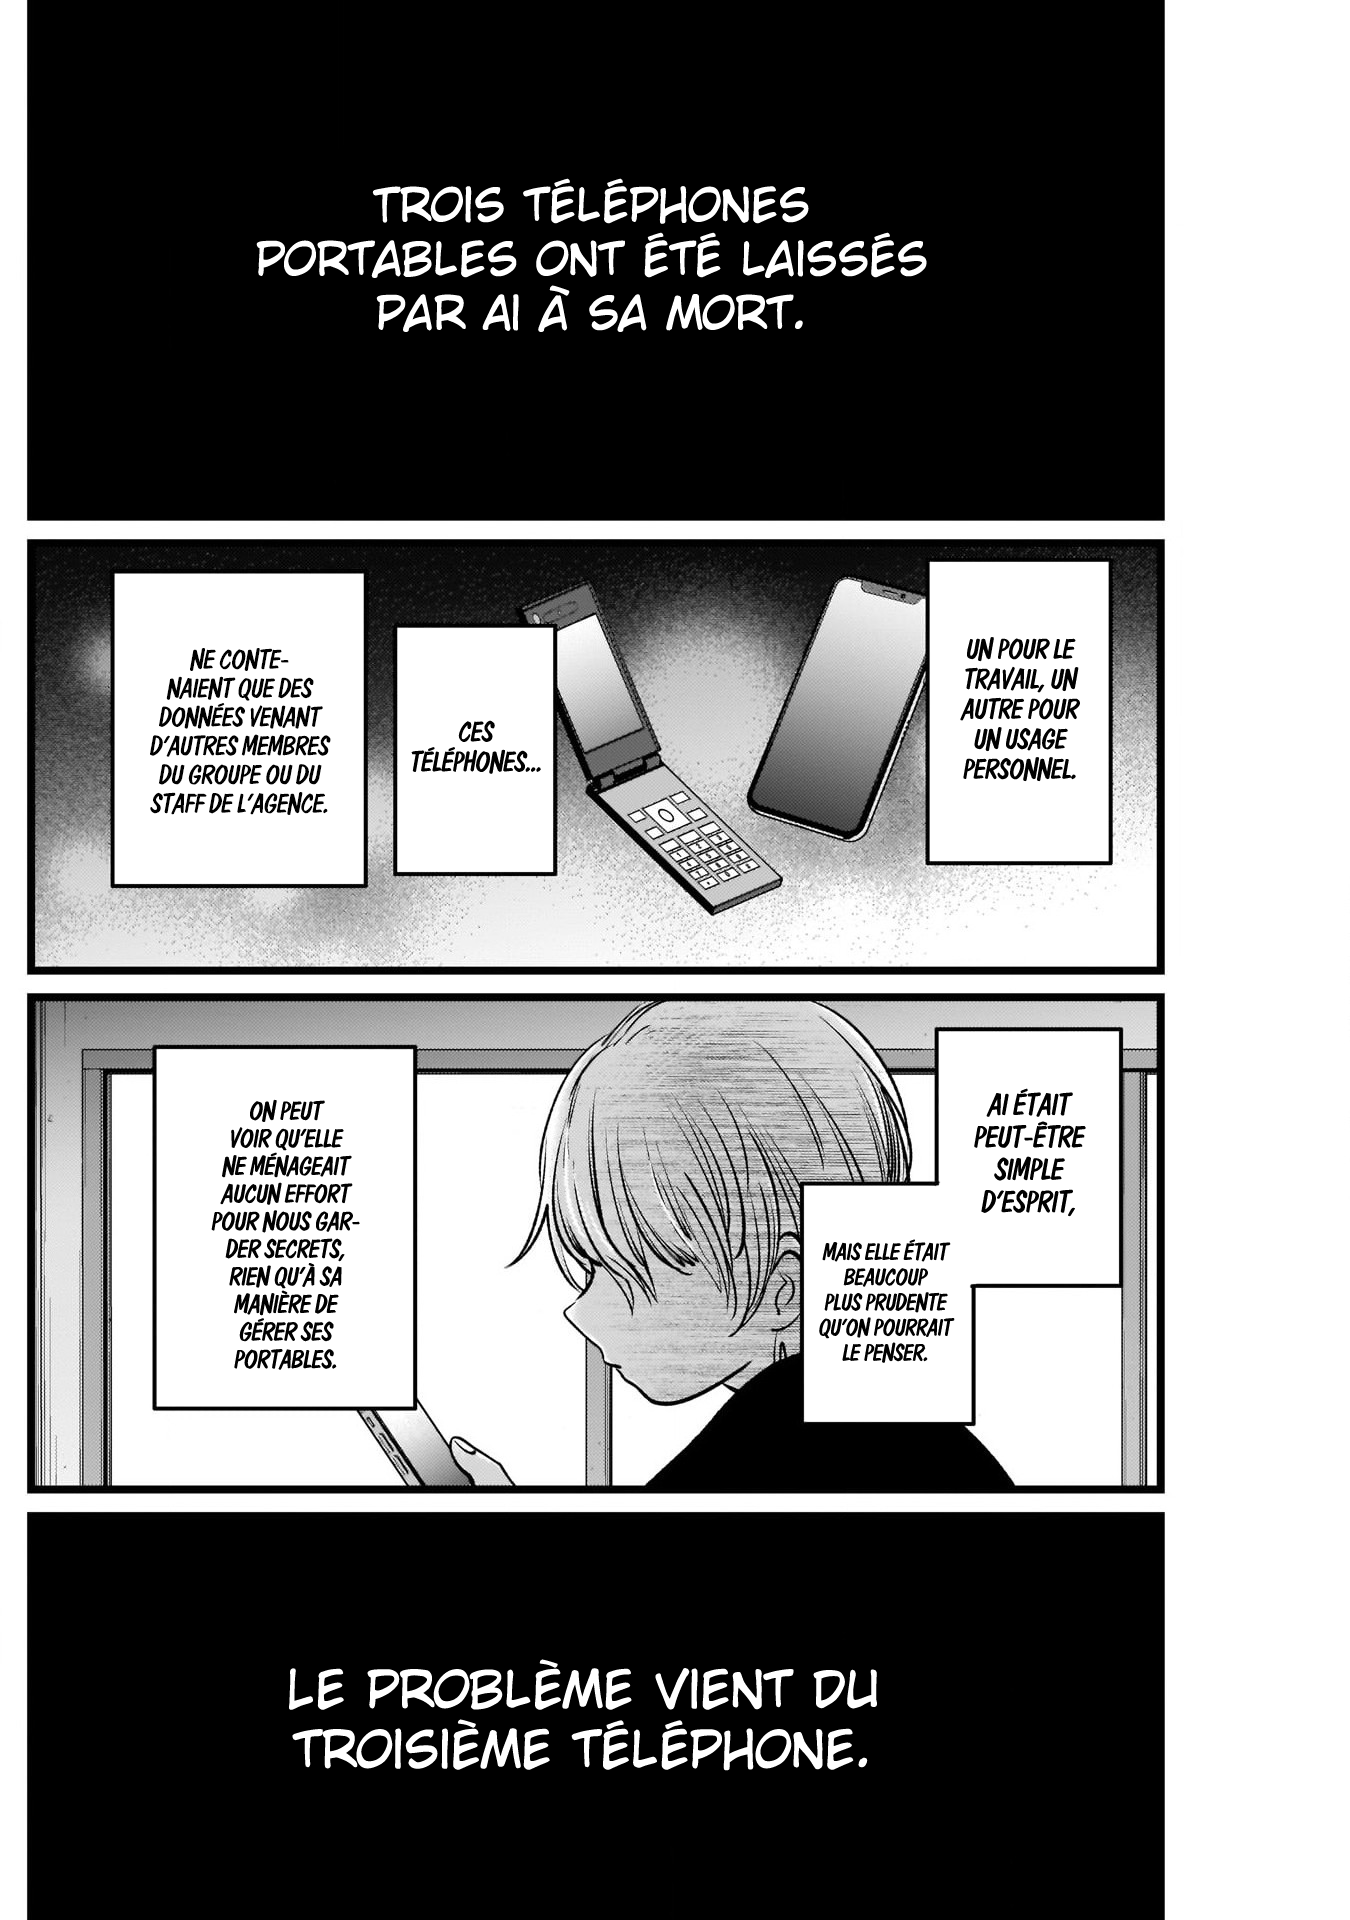 TROIS TÉLÉPHONES
PORTABLES ONT ÉTÉ LAISSÉS
PAR AI À SA MORT.
UN POUR LE
TRAVAIL, UN
AUTRE POUR
UN USAGE
PERSONNEL.
CES
TÉLÉPHONES...
NE CONTE-
NAIENT QUE DES
DONNÉES VENANT
D'AUTRES MEMBRES
DU GROUPE OU DU
STAFF DE L'AGENCE.
AI ÉTAIT
PEUT-ÊTRE
SIMPLE
D'ESPRIT,
MAIS ELLE ÉTAIT
BEAUCOUP
PLUS PRUDENTE
QU'ON POURRAIT
LE PENSER.
ON PEUT
VOIR QU'ELLE
NE MÉNAGEAIT
AUCUN EFFORT
POUR NOUS GAR-
DER SECRETS,
RIEN QU'À SA
MANIÈRE DE
GÉRER SES
PORTABLES.
LE PROBLÈME VIENT DU
TROISIÈME TÉLÉPHONE.